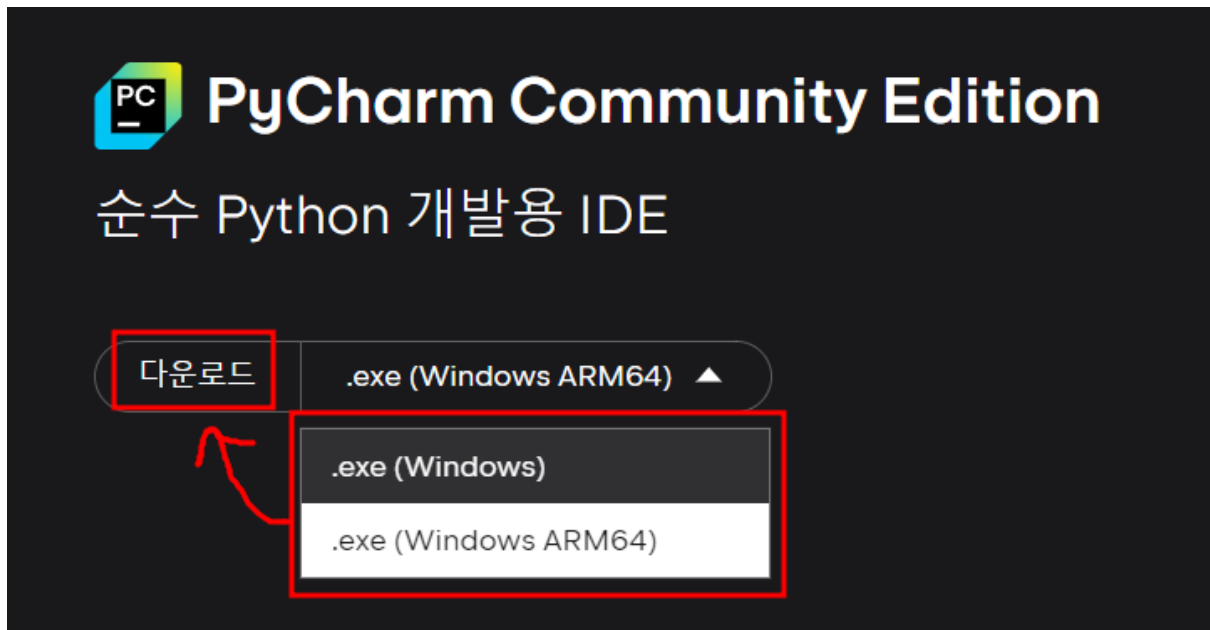 PC
PyCharm Community Edition
순수 Python 개발용 IDE
다운로드 .exe (Windows ARM64)
.exe (Windows)
.exe (Windows ARM64)